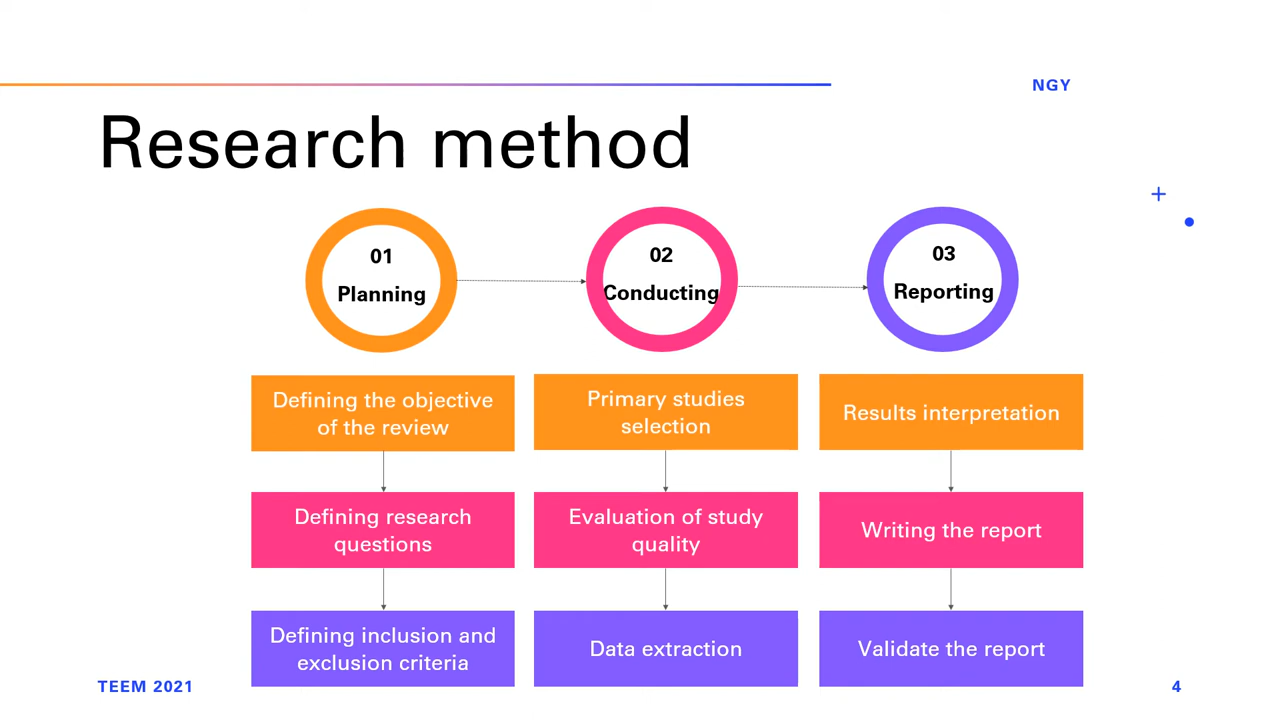 NGY
Research method
01
Planning
02
Conducting
03
Reporting
Defining the objective
of the review
Primary studies
selection
Results interpretation
Defining research
questions
Evaluation of study
quality
Writing the report
Defining inclusion and
exclusion criteria
Data extraction
Validate the report
TEEM 2021
4